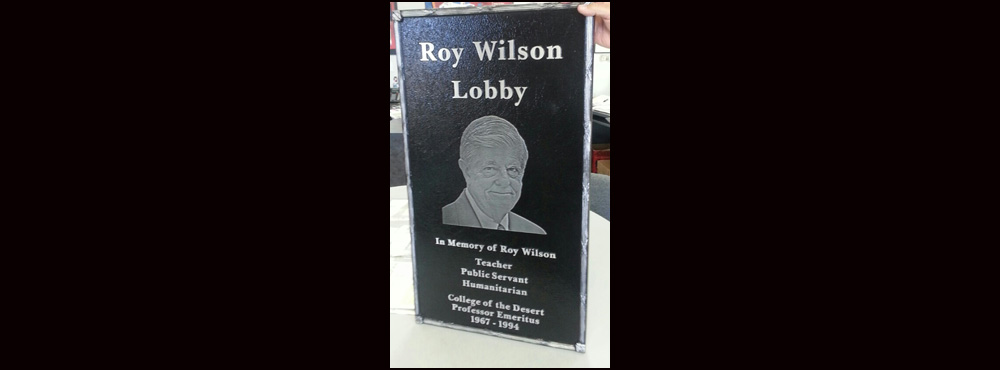 Roy Wilson
Lobby
In Memory of Roy Wilson
Teacher
Public Servant
Humanitarian
College of the Desert
Professor Emeritus
1967 - 1994